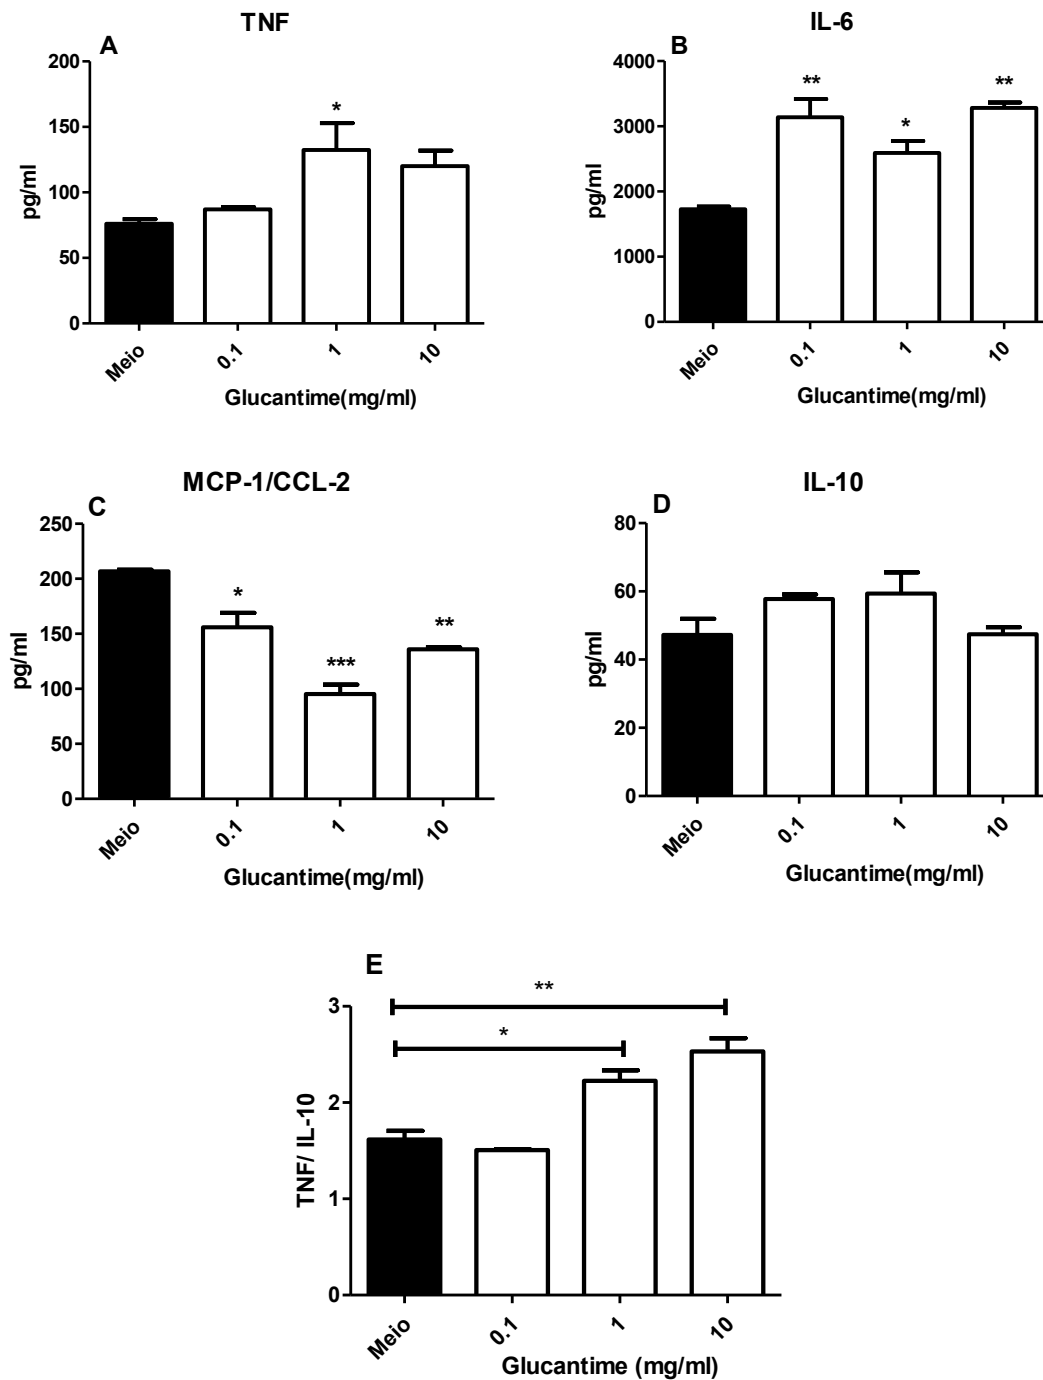 TNF
A
200
150
100
50
0
pg/ml
*
Meio
0.1
1
10
Glucantime(mg/ml)
IL-6
B
4000
3000
2000
1000
0
pg/ml
**
*
**
Meio
0.1
1
10
Glucantime(mg/ml)
MCP-1/CCL-2
C
250
200
150
100
50
0
pg/ml
*
***
**
Meio
0.1
1
10
Glucantime(mg/ml)
IL-10
D
80
60
40
20
0
pg/ml
Meio
0.1
1
10
Glucantime(mg/ml)
E
3
2
1
0
TNF/ IL-10
**
*
Meio
0.1
1
10
Glucantime (mg/ml)